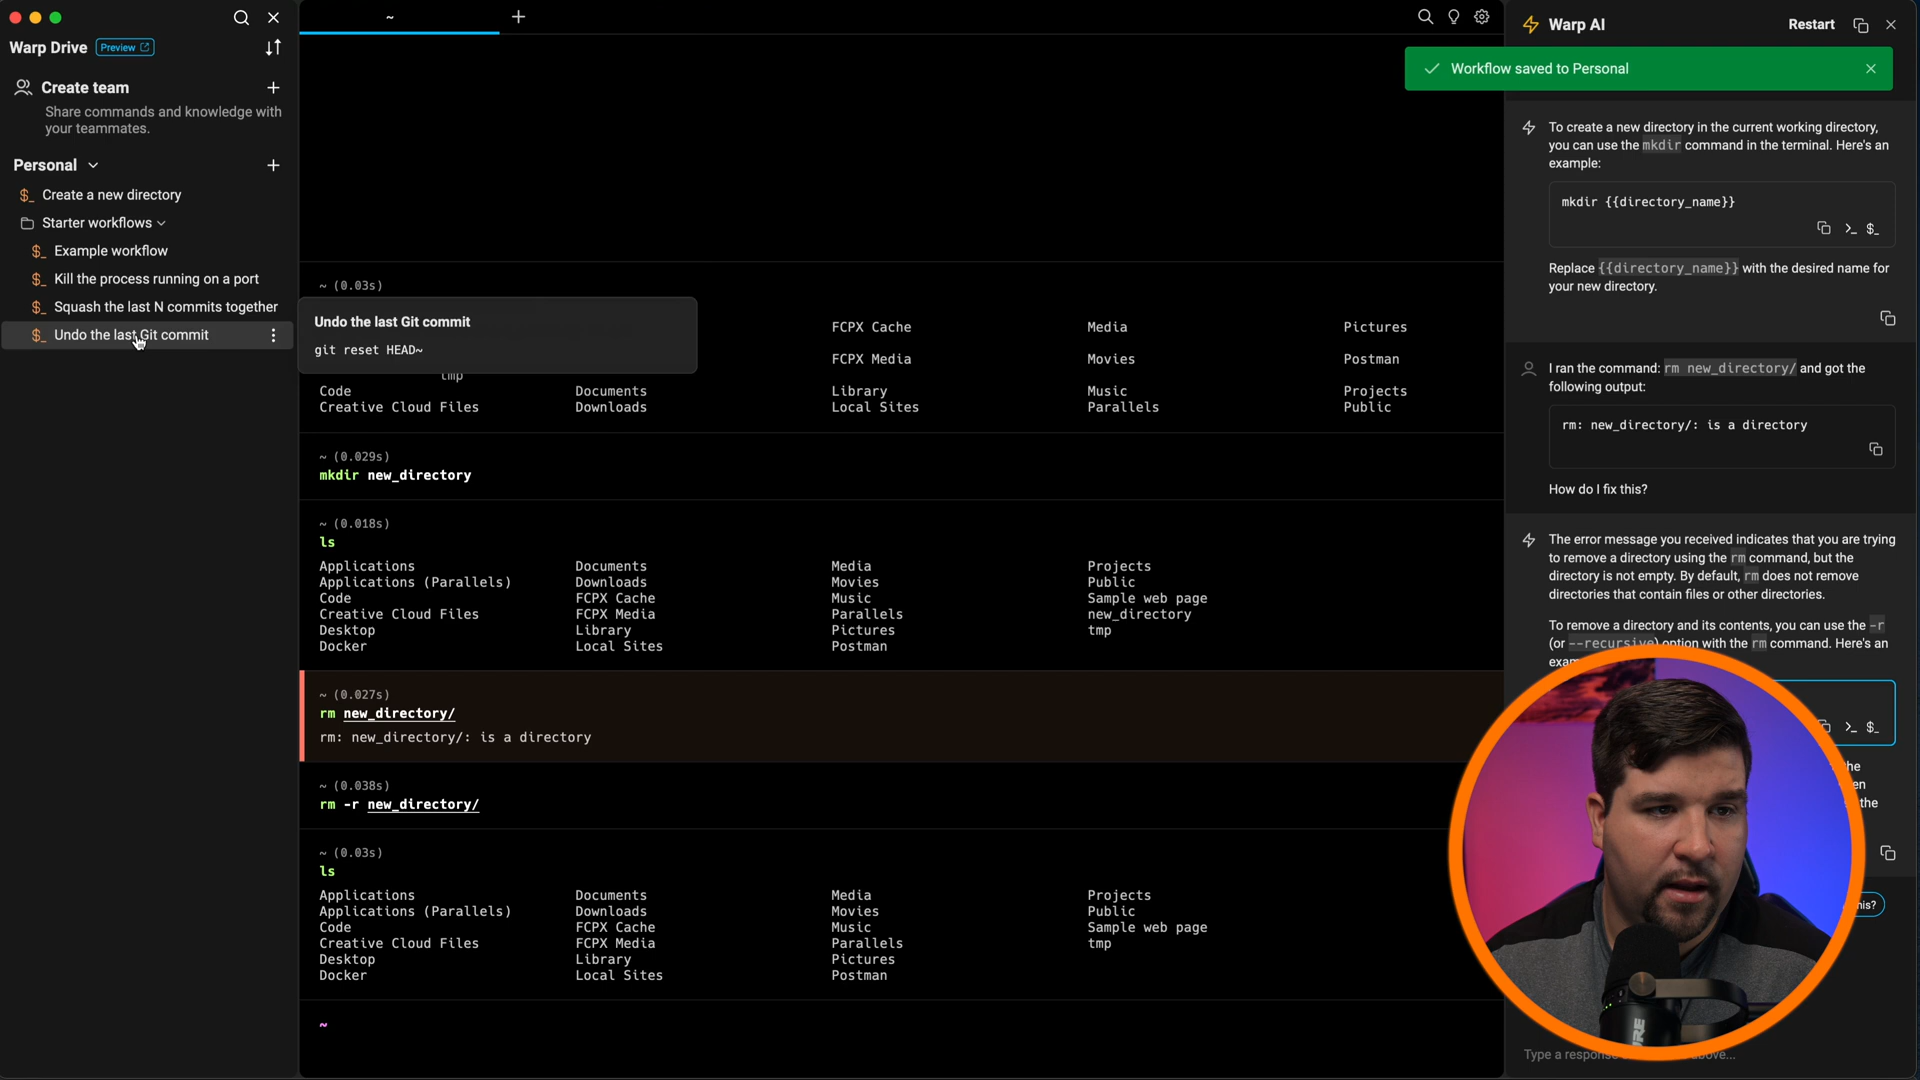 Warp Drive Preview
Create team
Share commands and knowledge with
your teammates.
Personal
$_ Create a new directory
Starter workflows
$_ Example workflow
$_ Kill the process running on a port
$_ Squash the last N commits together
$_ Undo the last Git commit
~
~ (0.03s)
Undo the last Git commit
git reset HEAD~
FCPX Cache Media Pictures
FCPX Media Movies Postman
tmp
Code Documents Library Music Projects
Creative Cloud Files Downloads Local Sites Parallels Public
~ (0.029s)
mkdir new_directory
~ (0.018s)
ls
Applications Documents Media Projects
Applications (Parallels) Downloads Movies Public
Code FCPX Cache Music Sample web page
Creative Cloud Files FCPX Media Parallels new_directory
Desktop Library Pictures tmp
Docker Local Sites Postman
~ (0.027s)
rm new_directory/
rm: new_directory/: is a directory
~ (0.038s)
rm -r new_directory/
~ (0.03s)
ls
Applications Documents Media Projects
Applications (Parallels) Downloads Movies Public
Code FCPX Cache Music Sample web page
Creative Cloud Files FCPX Media Parallels tmp
Desktop Library Pictures
Docker Local Sites Postman
~
Warp AI Restart
Workflow saved to Personal
To create a new directory in the current working directory,
you can use the mkdir command in the terminal. Here's an
example:
mkdir {{directory_name}}
>_ $_
Replace {{directory_name}} with the desired name for
your new directory.
I ran the command: rm new_directory/ and got the
following output:
rm: new_directory/: is a directory
How do I fix this?
The error message you received indicates that you are trying
to remove a directory using the rm command, but the
directory is not empty. By default, rm does not remove
directories that contain files or other directories.
To remove a directory and its contents, you can use the -r
(or --recursive) option with the rm command. Here's an
>_ $_
the
this?
Type a response above...